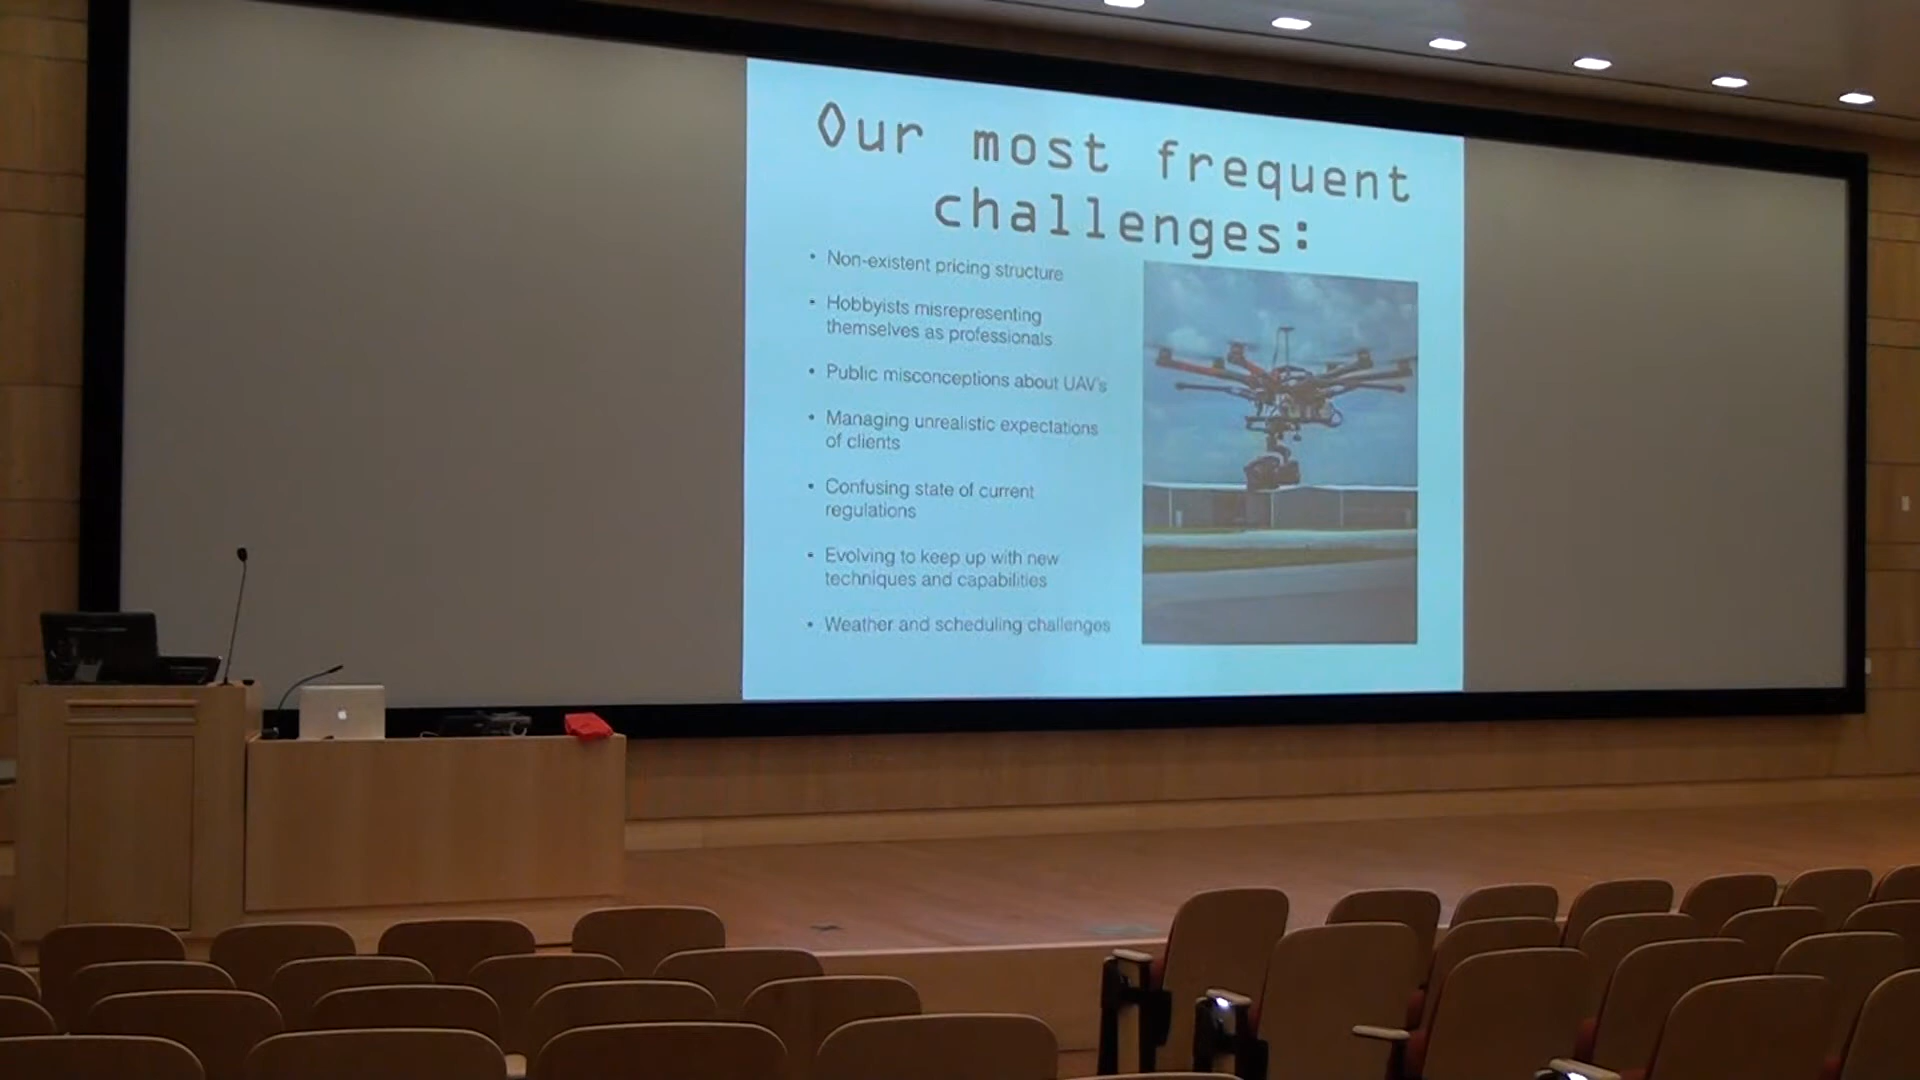 Our most frequent
challenges:
• Non-existent pricing structure
• Hobbyists misrepresenting
themselves as professionals
• Public misconceptions about UAV's
• Managing unrealistic expectations
of clients
• Confusing state of current
regulations
• Evolving to keep up with new
techniques and capabilities
• Weather and scheduling challenges